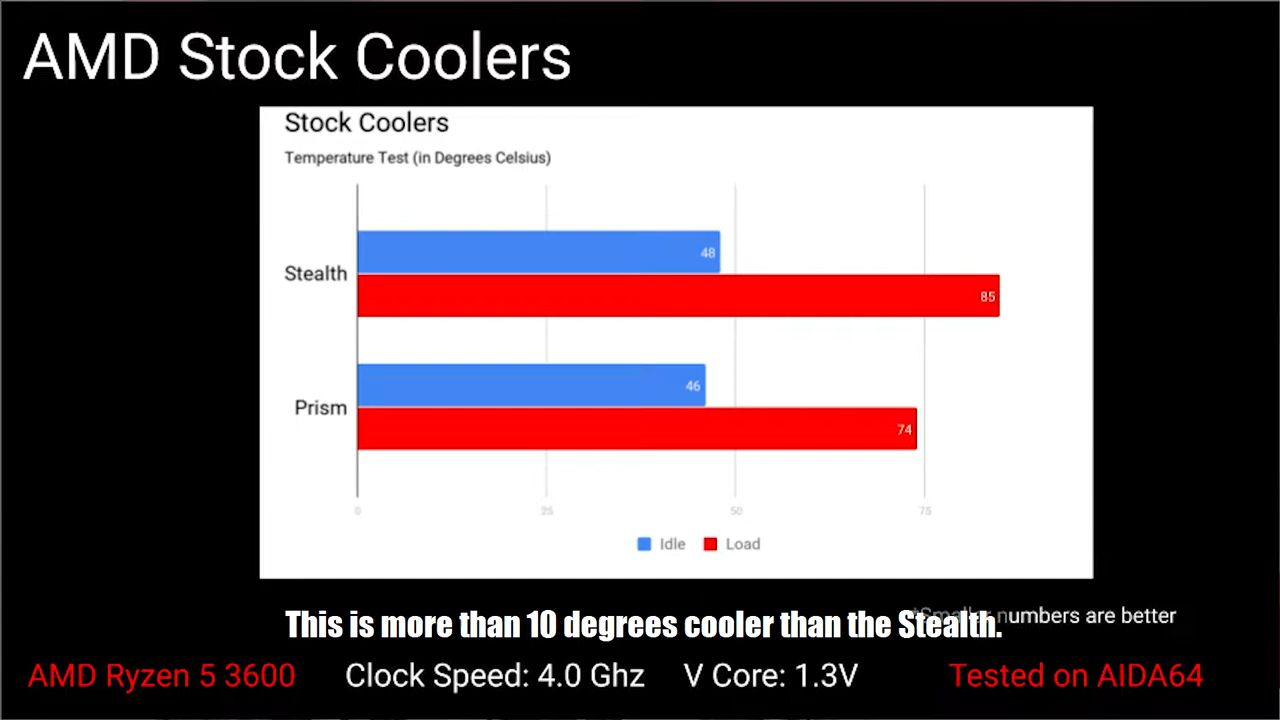 AMD Stock Coolers
Stock Coolers
Temperature Test (in Degrees Celsius)
48
Stealth
85
46
Prism
74
0 25 50 75
Idle Load
*Smaller numbers are better
This is more than 10 degrees cooler than the Stealth.
AMD Ryzen 5 3600 Clock Speed: 4.0 Ghz V Core: 1.3V Tested on AIDA64